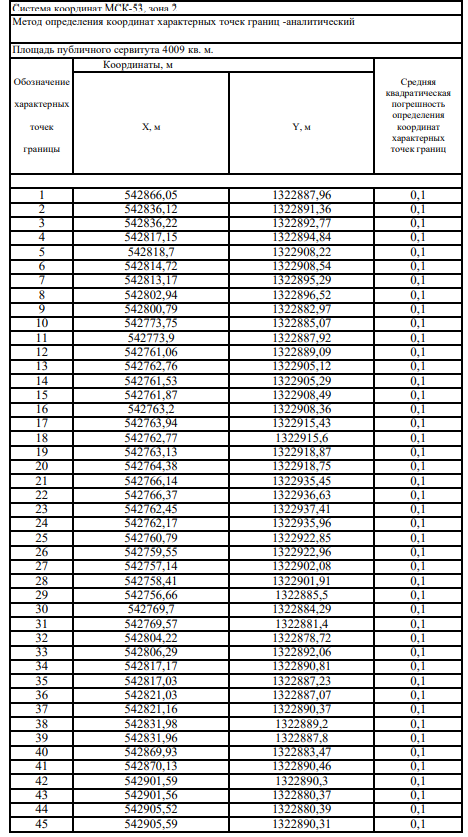 Система координат МСК-53, зона 2
Метод определения координат характерных точек границ -аналитический
Площадь публичного сервитута 4009 кв. м.
Обозначение характерных точек границы
Координаты, м
Средняя квадратическая погрешность определения координат характерных точек границ
X, м
Y, м
1 542866,05 1322887,96 0,1
2 542836,12 1322891,36 0,1
3 542836,22 1322892,77 0,1
4 542817,15 1322894,84 0,1
5 542818,7 1322908,22 0,1
6 542814,72 1322908,54 0,1
7 542813,17 1322895,29 0,1
8 542802,94 1322896,52 0,1
9 542800,79 1322882,97 0,1
10 542773,75 1322885,07 0,1
11 542773,9 1322887,92 0,1
12 542761,06 1322889,09 0,1
13 542762,76 1322905,12 0,1
14 542761,53 1322905,29 0,1
15 542761,87 1322908,49 0,1
16 542763,2 1322908,36 0,1
17 542763,94 1322915,43 0,1
18 542762,77 1322915,6 0,1
19 542763,13 1322918,87 0,1
20 542764,38 1322918,75 0,1
21 542766,14 1322935,45 0,1
22 542766,37 1322936,63 0,1
23 542762,45 1322937,41 0,1
24 542762,17 1322935,96 0,1
25 542760,79 1322922,85 0,1
26 542759,55 1322922,96 0,1
27 542757,14 1322902,08 0,1
28 542758,41 1322901,91 0,1
29 542756,66 1322885,5 0,1
30 542769,7 1322884,29 0,1
31 542769,57 1322881,4 0,1
32 542804,22 1322878,72 0,1
33 542806,29 1322892,06 0,1
34 542817,17 1322890,81 0,1
35 542817,03 1322887,23 0,1
36 542821,03 1322887,07 0,1
37 542821,16 1322890,37 0,1
38 542831,98 1322889,2 0,1
39 542831,96 1322887,8 0,1
40 542869,93 1322883,47 0,1
41 542870,13 1322890,46 0,1
42 542901,59 1322890,3 0,1
43 542901,56 1322880,37 0,1
44 542905,52 1322880,39 0,1
45 542905,59 1322890,31 0,1